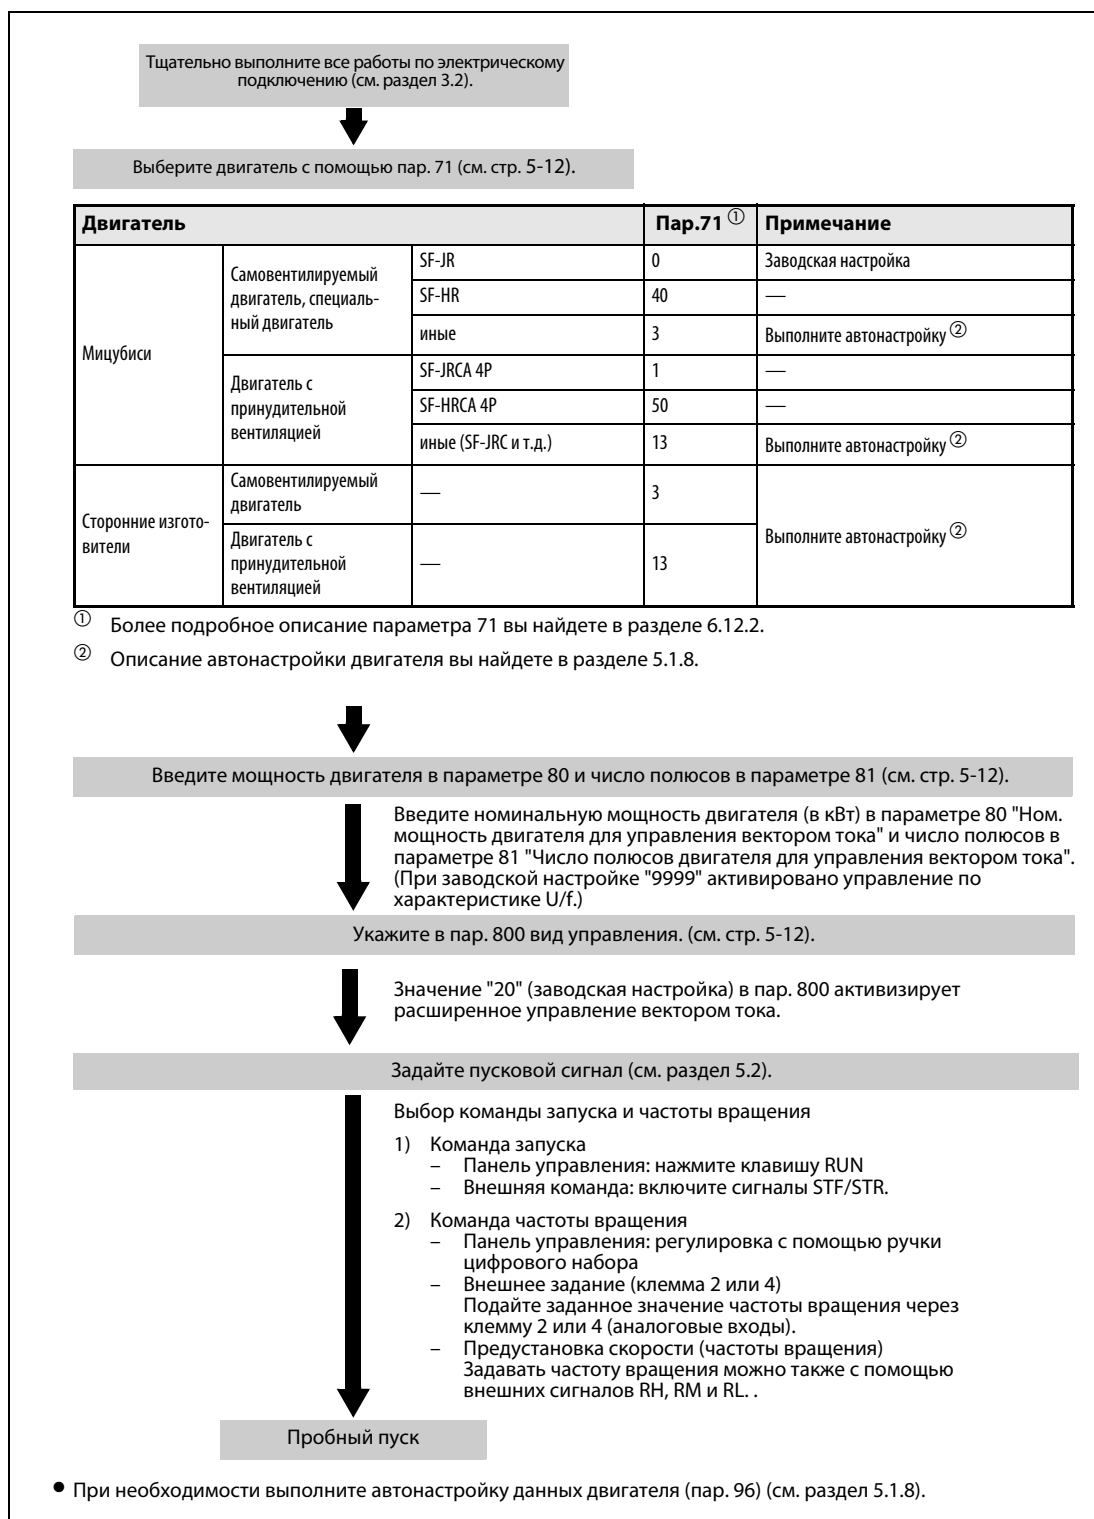 Тщательно выполните все работы по электрическому
подключению (см. раздел 3.2).
Выберите двигатель с помощью пар. 71 (см. стр. 5-12).
Двигатель Пар.71 ① Примечание
Мицубиси
Самовентилируемый
двигатель, специаль-
ный двигатель
SF-JR 0 Заводская настройка
SF-HR 40 —
иные 3 Выполните автонастройку ②
Двигатель с
принудительной
вентиляцией
SF-JRCA 4P 1 —
SF-HRCA 4P 50 —
иные (SF-JRC и т.д.) 13 Выполните автонастройку ②
Сторонние изгото-
вители
Самовентилируемый
двигатель
— 3
Двигатель с
принудительной
вентиляцией
— 13
Выполните автонастройку ②
① Более подробное описание параметра 71 вы найдете в разделе 6.12.2.
② Описание автонастройки двигателя вы найдете в разделе 5.1.8.
Введите мощность двигателя в параметре 80 и число полюсов в параметре 81 (см. стр. 5-12).
Введите номинальную мощность двигателя (в кВт) в параметре 80 "Ном.
мощность двигателя для управления вектором тока" и число полюсов в
параметре 81 "Число полюсов двигателя для управления вектором тока".
(При заводской настройке "9999" активировано управление по
характеристике U/f.)
Укажите в пар. 800 вид управления. (см. стр. 5-12).
Значение "20" (заводская настройка) в пар. 800 активизирует
расширенное управление вектором тока.
Задайте пусковой сигнал (см. раздел 5.2).
Выбор команды запуска и частоты вращения
1) Команда запуска
– Панель управления: нажмите клавишу RUN
– Внешняя команда: включите сигналы STF/STR.
2) Команда частоты вращения
– Панель управления: регулировка с помощью ручки
цифрового набора
– Внешнее задание (клемма 2 или 4)
Подайте заданное значение частоты вращения через
клемму 2 или 4 (аналоговые входы).
– Предустановка скорости (частоты вращения)
Задавать частоту вращения можно также с помощью
внешних сигналов RH, RM и RL. .
Пробный пуск
● При необходимости выполните автонастройку данных двигателя (пар. 96) (см. раздел 5.1.8).